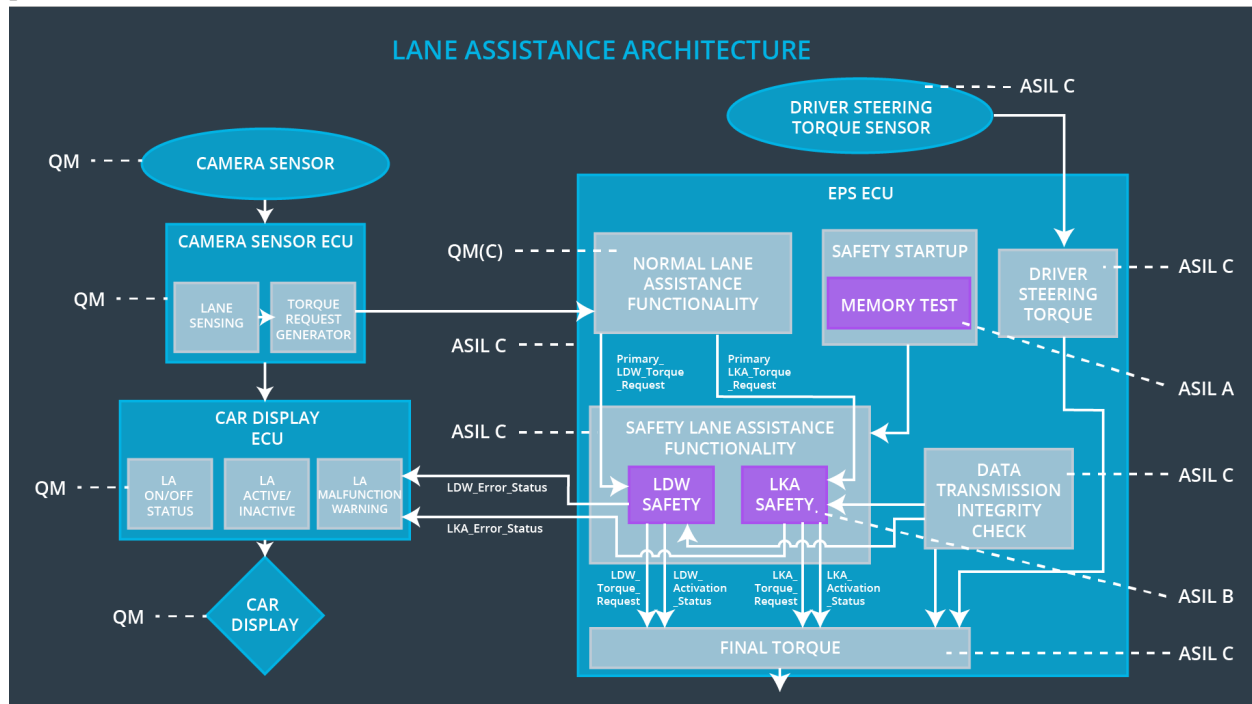 LANE ASSISTANCE ARCHITECTURE
ASIL C
DRIVER STEERING
TORQUE SENSOR
QM
CAMERA SENSOR
EPS ECU
CAMERA SENSOR ECU
QM
LANE
SENSING
TORQUE
REQUEST
GENERATOR
QM(C)
NORMAL LANE
ASSISTANCE
FUNCTIONALITY
SAFETY STARTUP
MEMORY TEST
DRIVER
STEERING
TORQUE
ASIL C
ASIL C
ASIL A
Primary_
LDW_Torque
_Request
Primary
LKA_Torque
_Request
CAR DISPLAY
ECU
QM
LA
ON/OFF
STATUS
LA
ACTIVE/
INACTIVE
LA
MALFUNCTION
WARNING
ASIL C
SAFETY LANE ASSISTANCE
FUNCTIONALITY
LDW
SAFETY
LKA
SAFETY
DATA
TRANSMISSION
INTEGRITY
CHECK
ASIL C
LDW_Error_Status
LKA_Error_Status
LDW_
Torque_
Request
LDW_
Activation
_Status
LKA_
Torque_
Request
LKA_
Activation
_Status
ASIL B
QM
CAR
DISPLAY
FINAL TORQUE
ASIL C